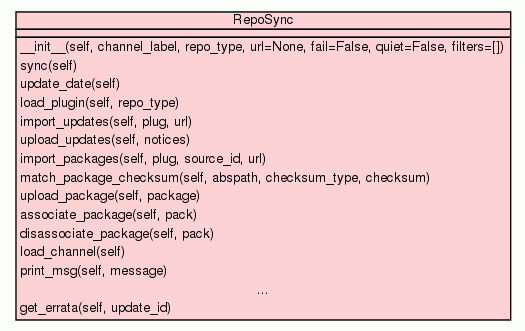 RepoSync
__init__(self, channel_label, repo_type, url=None, fail=False, quiet=False, filters=[])
sync(self)
update_date(self)
load_plugin(self, repo_type)
import_updates(self, plug, url)
upload_updates(self, notices)
import_packages(self, plug, source_id, url)
match_package_checksum(self, abspath, checksum_type, checksum)
upload_package(self, package)
associate_package(self, pack)
disassociate_package(self, pack)
load_channel(self)
print_msg(self, message)
...
get_errata(self, update_id)